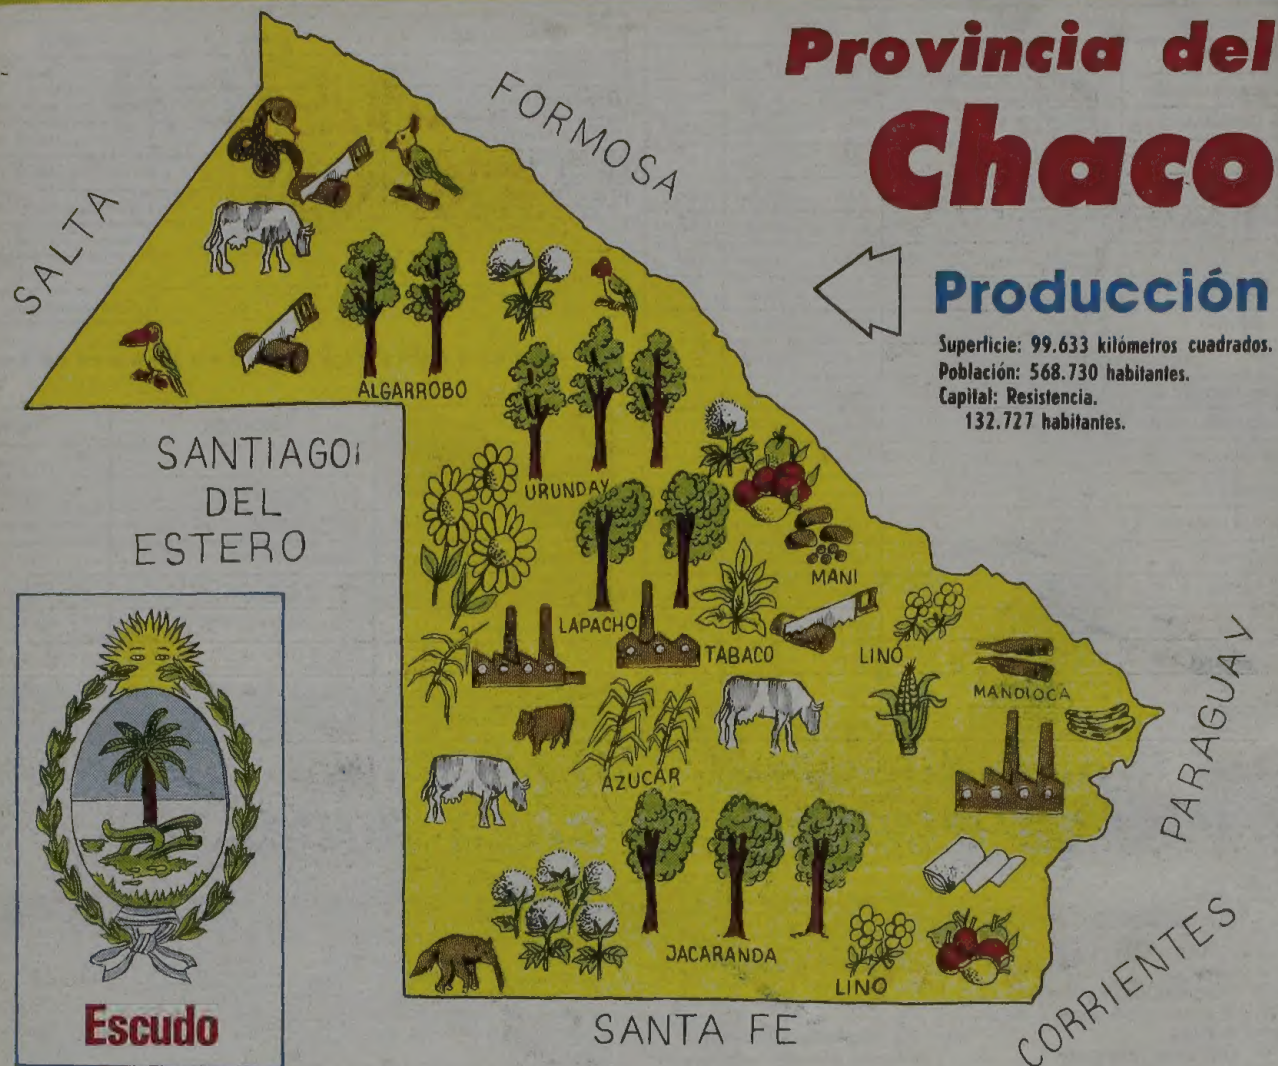 Provincia del
Chaco
Producción
Superficie: 99.633 kilómetros cuadrados.
Población: 568.730 habitantes.
Capital: Resistencia.
132.727 habitantes.
FORMOSA
SALTA
ALGARROBO
SANTIAGO
DEL
ESTERO
URUNDAY
MANI
LAPACHO
TABACO
LINO
MANDIOCA
AZUCAR
PARAGUAY
JACARANDA
LINO
CORRIENTES
SANTA FE
Escudo